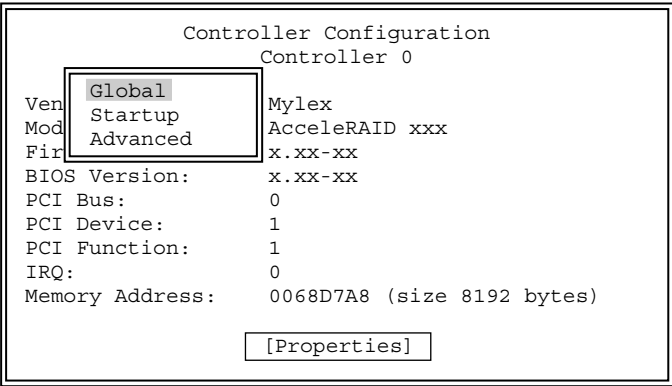 Controller Configuration
Controller 0
Global
Startup
Advanced
Ven Mylex
Mod AcceleRAID xxx
Fir x.xx-xx
BIOS Version: x.xx-xx
PCI Bus: 0
PCI Device: 1
PCI Function: 1
IRQ: 0
Memory Address: 0068D7A8 (size 8192 bytes)
[Properties]